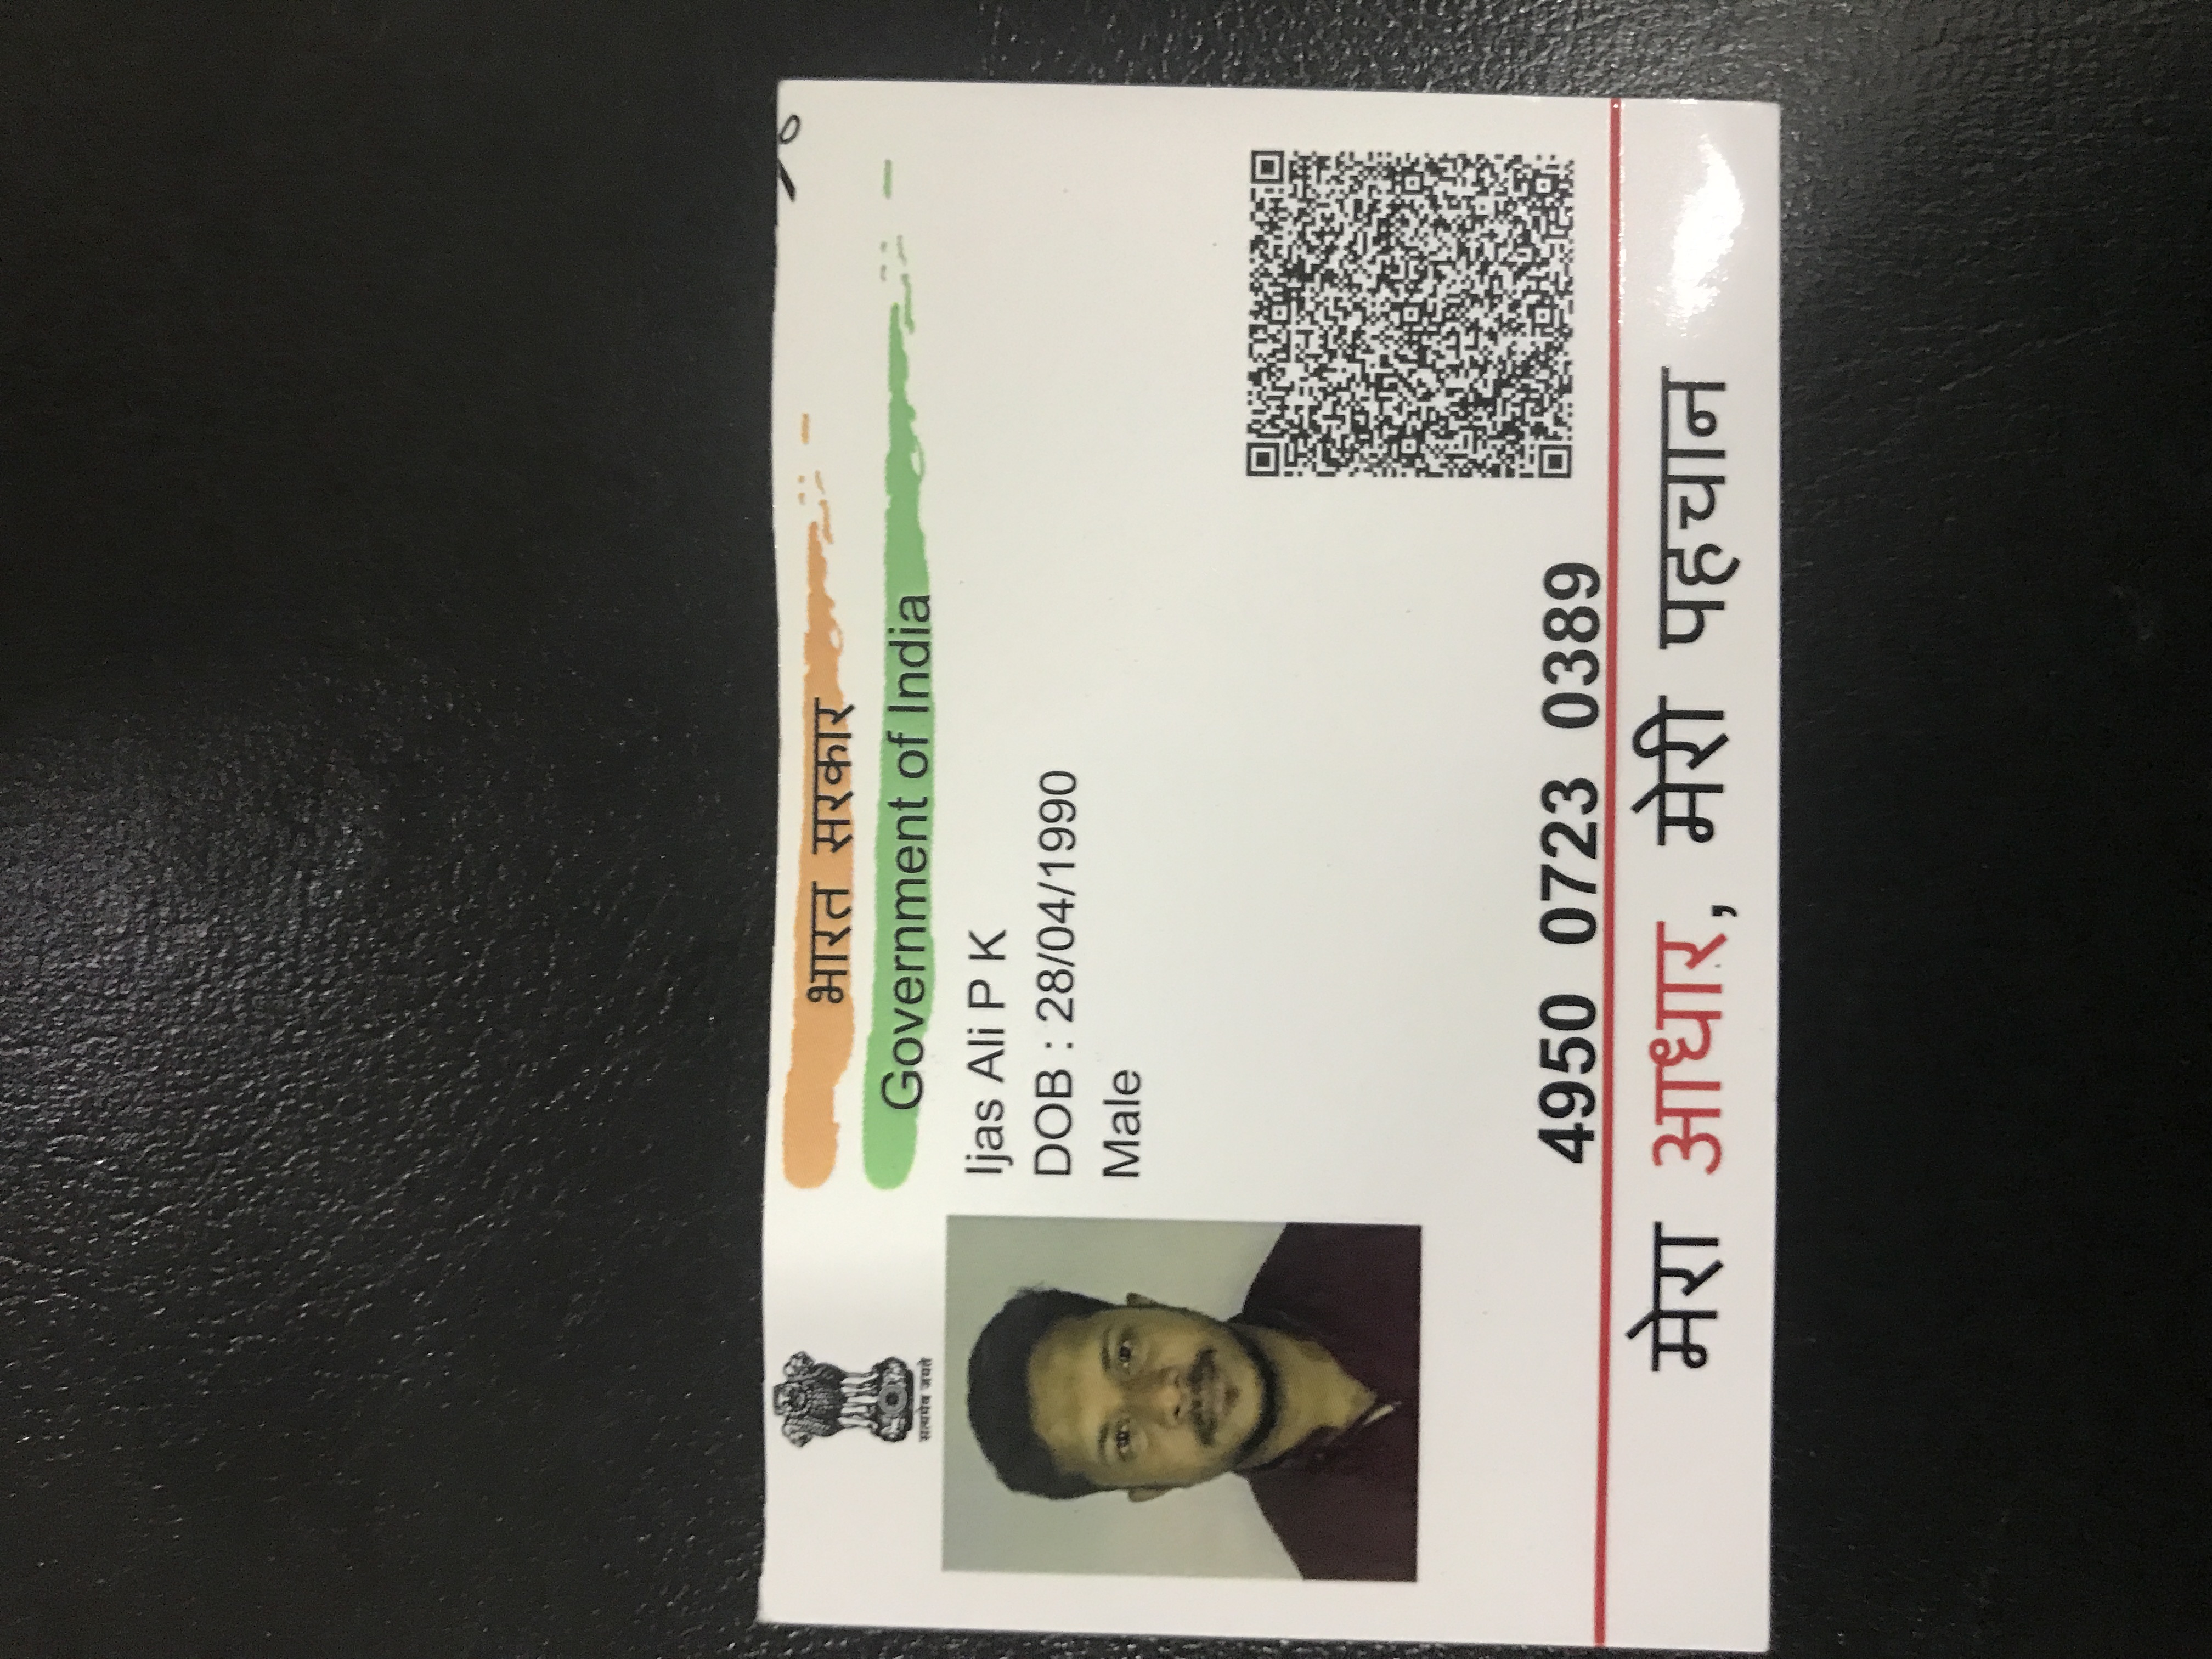 भारत सरकार
Government of India
सत्यमेव जयते
Ijas Ali P K
DOB : 28/04/1990
Male
4950 0723 0389
मेरा आधार, मेरी पहचान